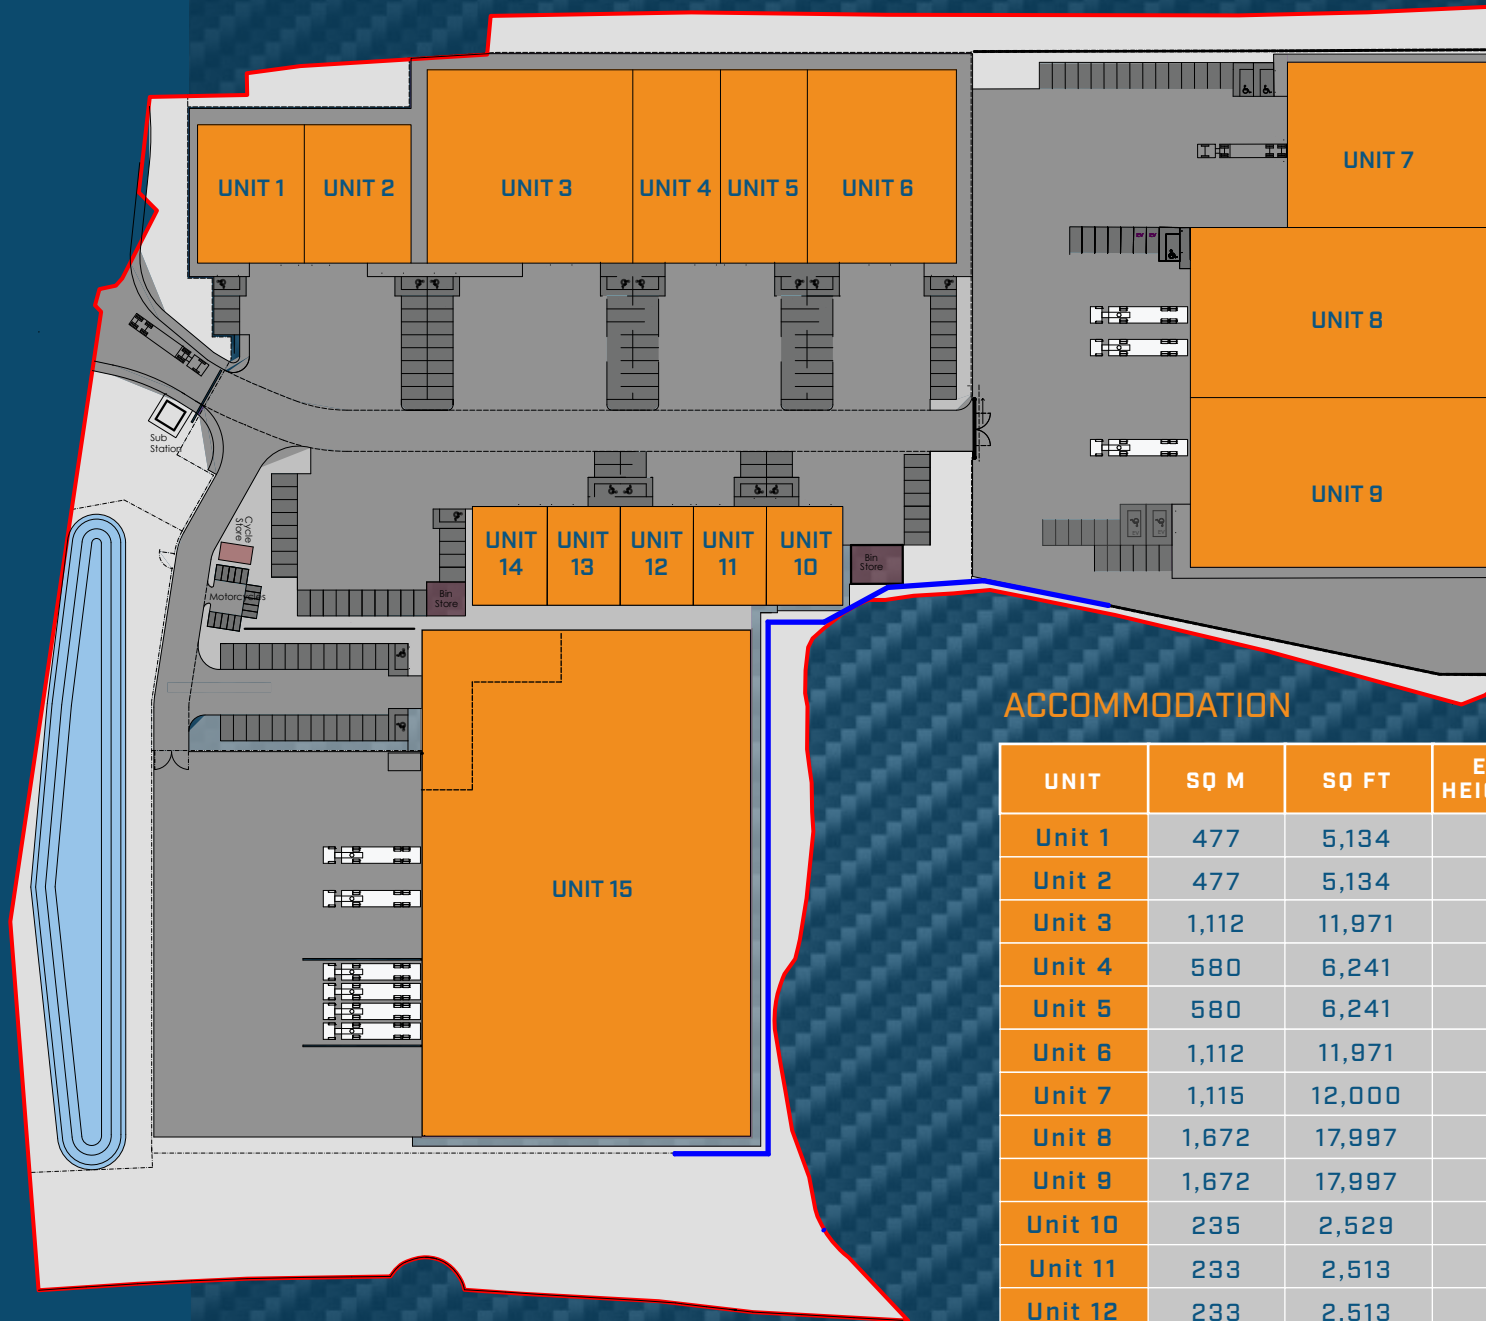 UNIT 1
UNIT 2
UNIT 3
UNIT 4
UNIT 5
UNIT 6
UNIT 7
UNIT 8
UNIT 9
EV EV
Sub
Station
Cycle
Store
Motorcycles
Bin
Store
UNIT
14
UNIT
13
UNIT
12
UNIT
11
UNIT
10
Bin
Store
UNIT 15
ACCOMMODATION
UNIT SQ M SQ FT
Unit 1 477 5,134
Unit 2 477 5,134
Unit 3 1,112 11,971
Unit 4 580 6,241
Unit 5 580 6,241
Unit 6 1,112 11,971
Unit 7 1,115 12,000
Unit 8 1,672 17,997
Unit 9 1,672 17,997
Unit 10 235 2,529
Unit 11 233 2,513
Unit 12 233 2,513